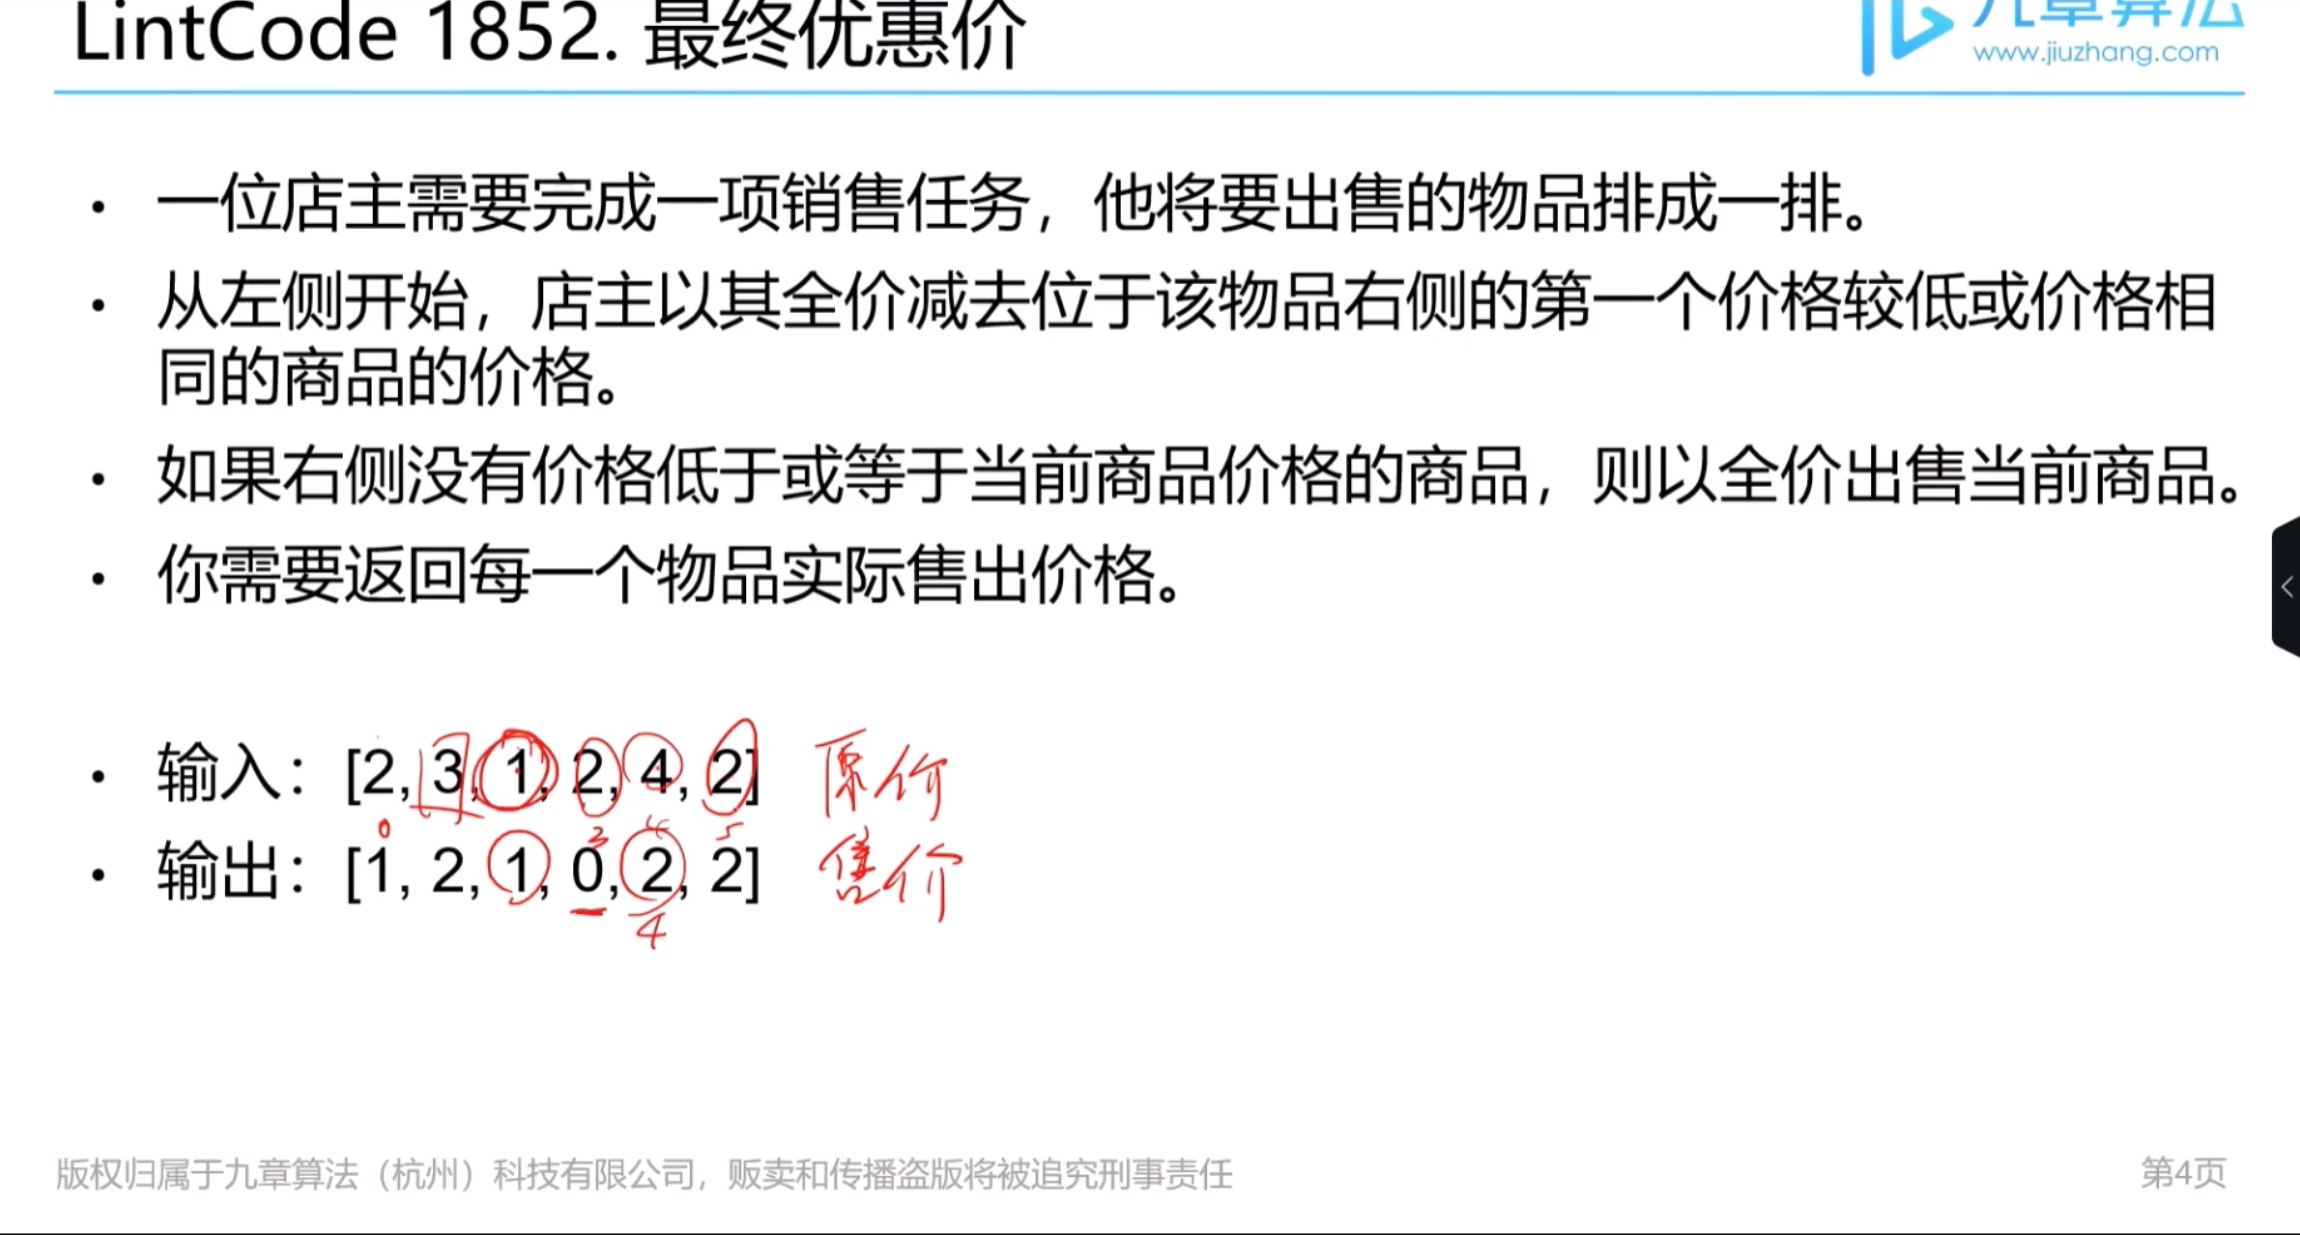 LintCode 1852. 最终优惠价
九章算法
www.jiuzhang.com
• 一位店主需要完成一项销售任务，他将要出售的物品排成一排。
• 从左侧开始，店主以其全价减去位于该物品右侧的第一个价格较低或价格相
同的商品的价格。
• 如果右侧没有价格低于或等于当前商品价格的商品，则以全价出售当前商品。
• 你需要返回每一个物品实际售出价格。
• 输入：[2, 3, 1, 2, 4, 2] 原价
0 3 4 5
• 输出：[1, 2, 1, 0, 2, 2] 售价
4
版权归属于九章算法（杭州）科技有限公司，贩卖和传播盗版将被追究刑事责任
第4页